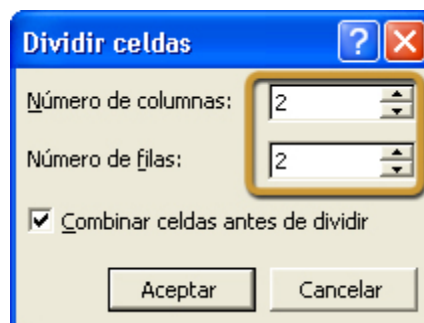 Dividir celdas
Número de columnas: 2
Número de filas: 2
Combinar celdas antes de dividir
Aceptar Cancelar